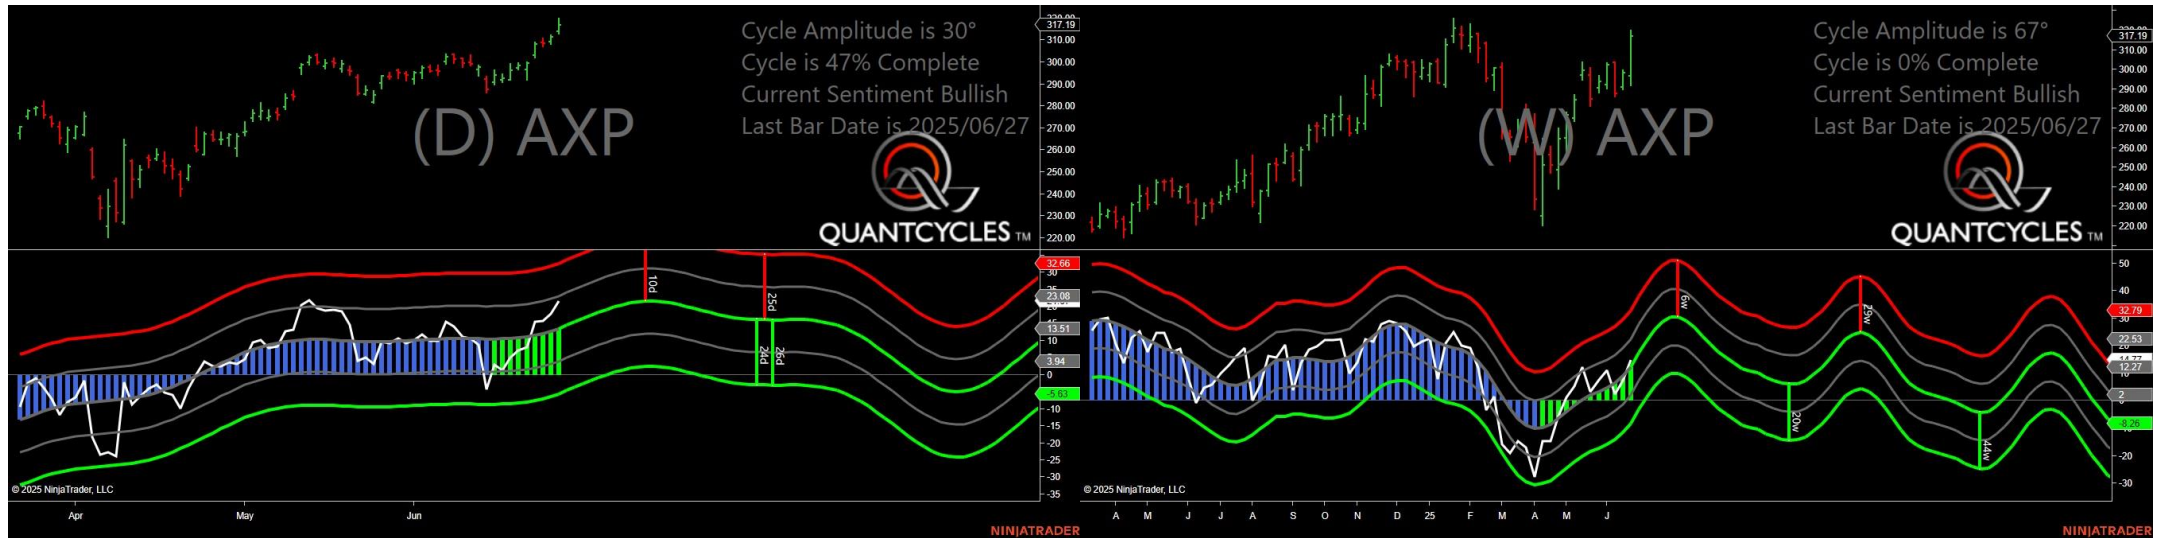 Cycle Amplitude is 30°
Cycle is 47% Complete
Current Sentiment Bullish
Last Bar Date is 2025/06/27
(D) AXP
QUANTCYCLES TM
317.19
310.00
300.00
290.00
280.00
270.00
260.00
250.00
240.00
230.00
220.00
10d
25d
24d
26d
32.66
30
23.08
13.51
10
3.94
0
-5.63
-10
-15
-20
-25
-30
-35
© 2025 NinjaTrader, LLC
Apr
May
Jun
NINJATRADER
Cycle Amplitude is 67°
Cycle is 0% Complete
Current Sentiment Bullish
Last Bar Date is 2025/06/27
(W) AXP
QUANTCYCLES TM
317.19
310.00
300.00
290.00
280.00
270.00
260.00
250.00
240.00
230.00
220.00
6w
29w
20w
44w
50
40
32.79
22.53
14.77
12.27
2
-8.26
-20
-30
© 2025 NinjaTrader, LLC
A M J J A S O N D 25 F M A M J
NINJATRADER